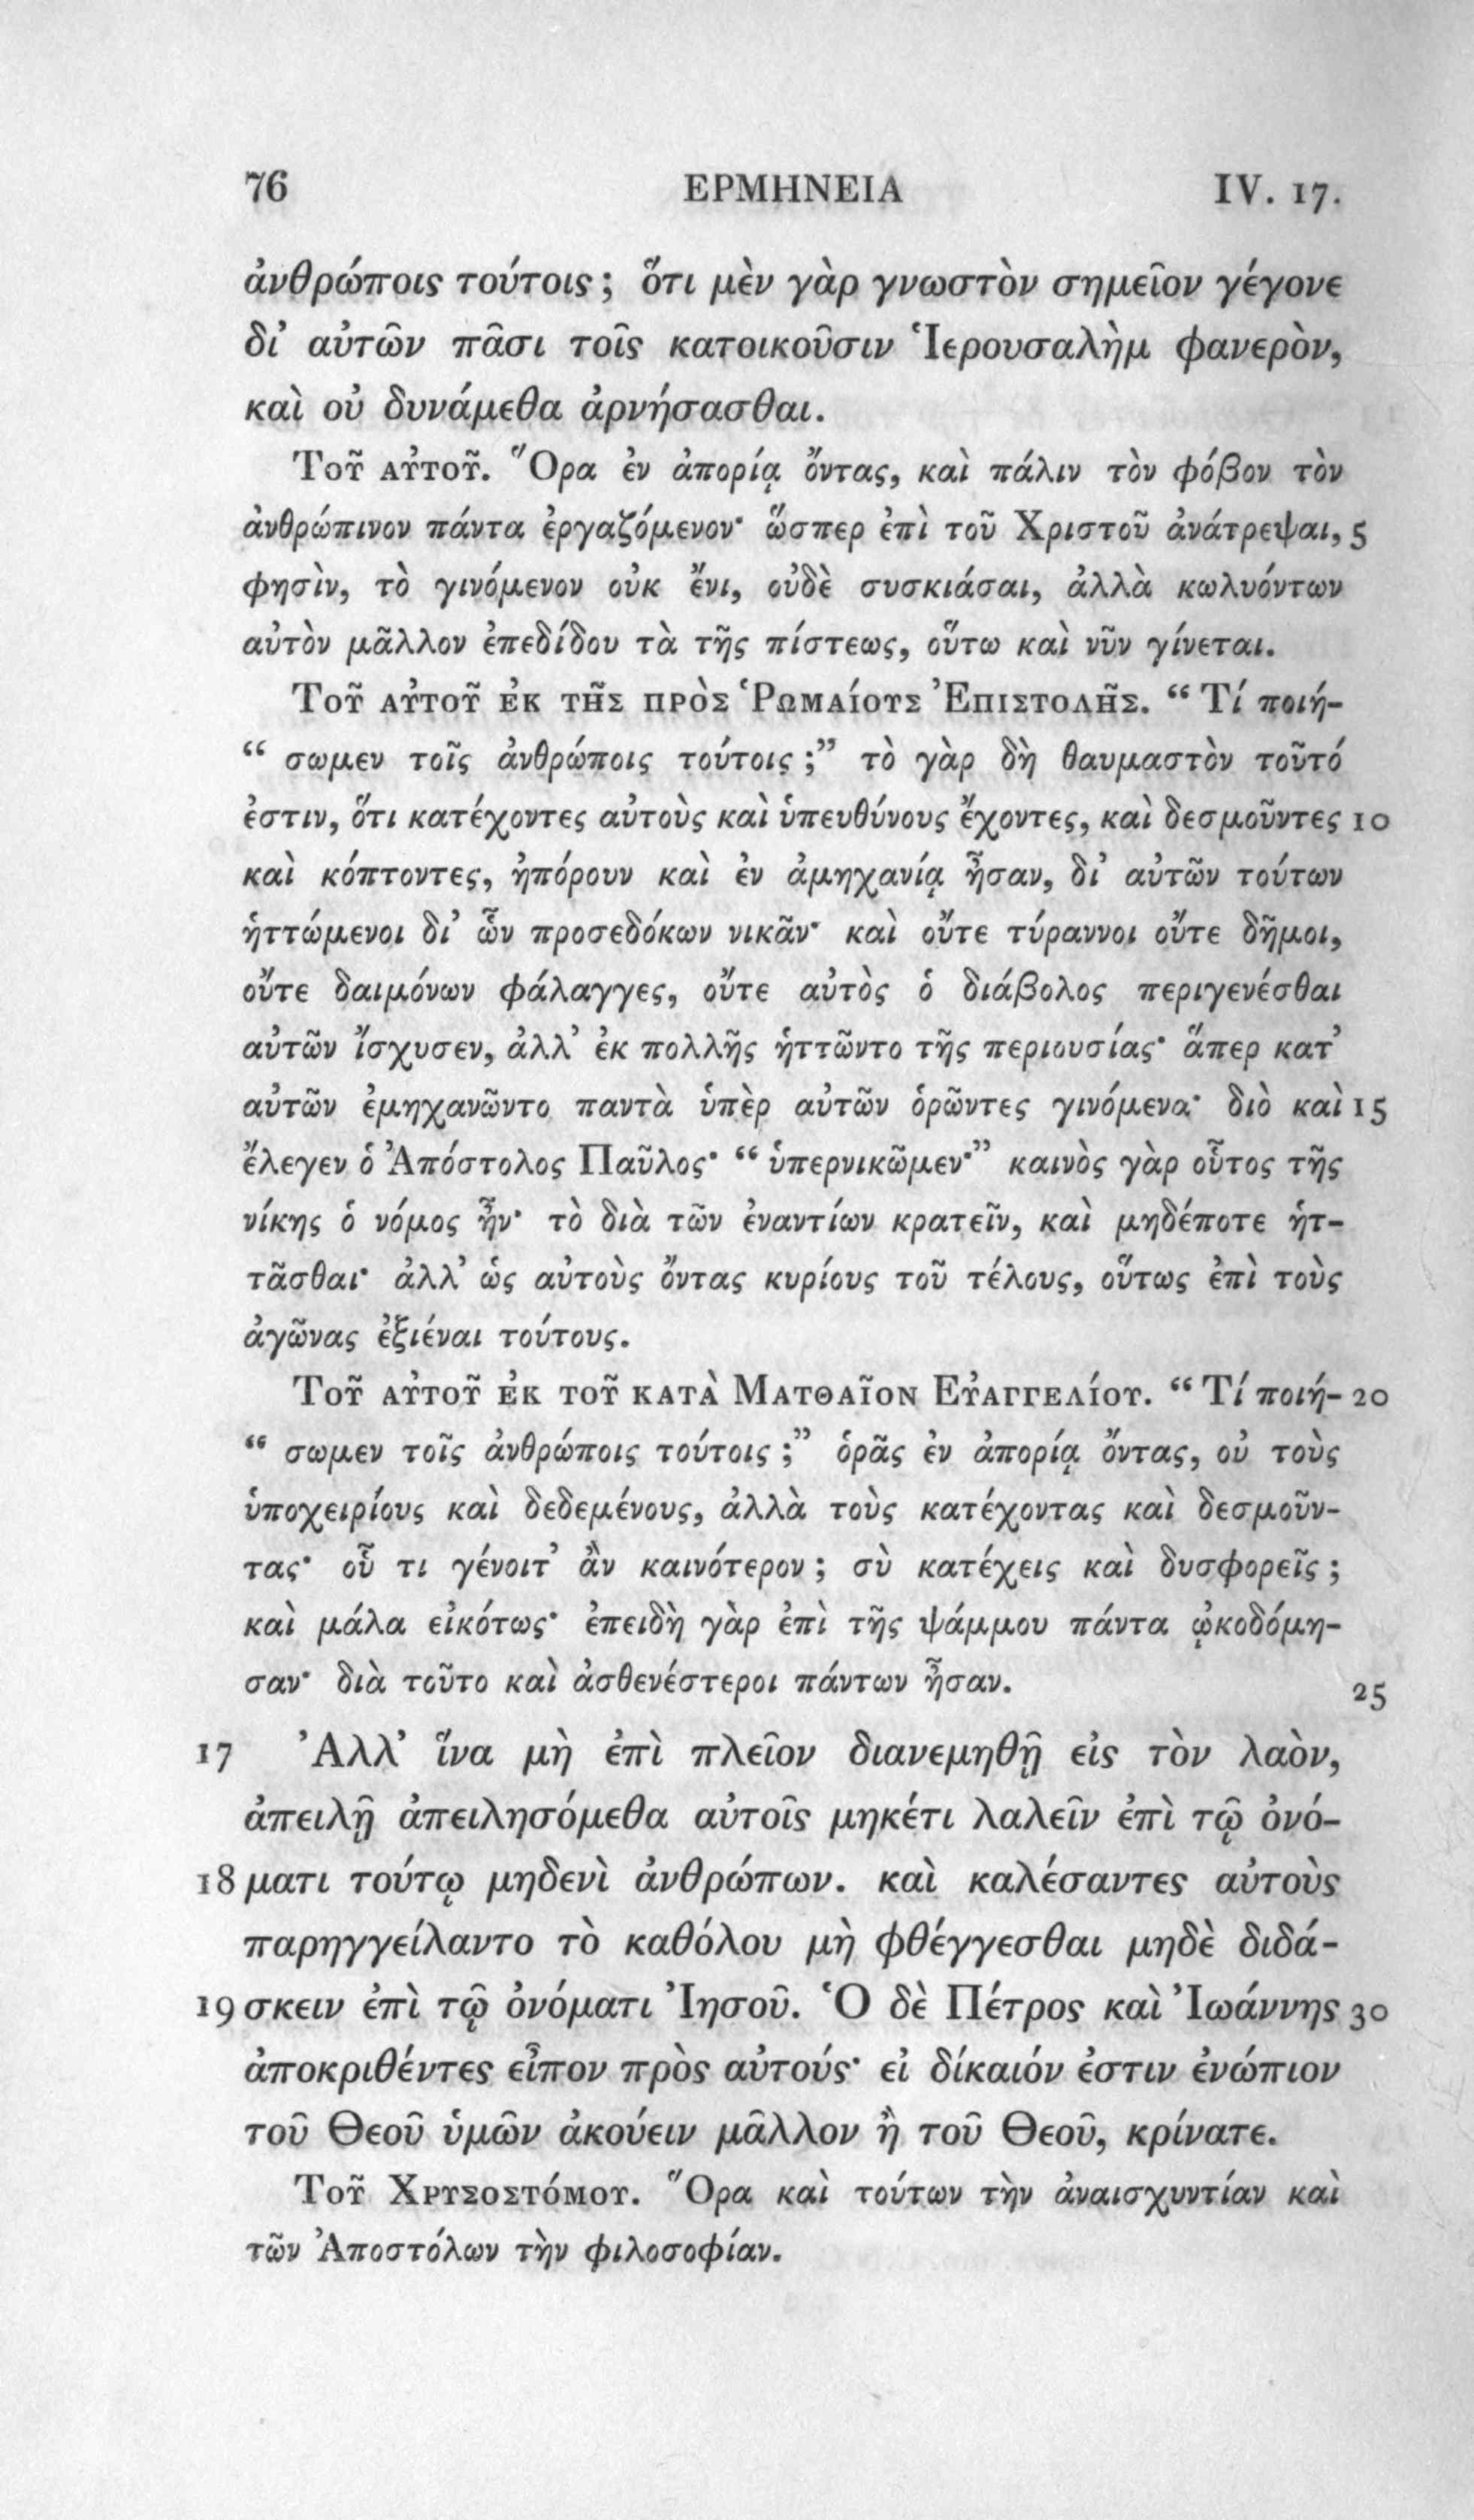 76 ΕΡΜΗΝΕΙΑ IV. 17.
ἀνθρώποις τούτοις; ὅτι μὲν γὰρ γνωστὸν σημεῖον γέγονε
δι’ αὐτῶν πᾶσι τοῖς κατοικοῦσιν Ἱερουσαλὴμ φανερὸν,
καὶ οὐ δυνάμεθα ἀρνήσασθαι.
Τοῦ αὐτοῦ. Ὅρα ἐν ἀπορίᾳ ὄντας, καὶ πάλιν τὸν φόβον τὸν
ἀνθρώπινον πάντα ἐργαζόμενον· ὥσπερ ἐπὶ τοῦ Χριστοῦ ἀνάτρεψαι, 5
φησὶν, τὸ γινόμενον οὐκ ἔνι, οὐδὲ συσκιάσαι, ἀλλὰ κωλυόντων
αὐτὸν μᾶλλον ἐπεδίδου τὰ τῆς πίστεως, οὕτω καὶ νῦν γίνεται.
Τοῦ αὐτοῦ ἐκ τῆς πρὸς Ῥωμαίους Ἐπιστολῆς. “ Τί ποιή-
“ σωμεν τοῖς ἀνθρώποις τούτοις ;” τὸ γὰρ δὴ θαυμαστὸν τοῦτό
ἐστιν, ὅτι κατέχοντες αὐτοὺς καὶ ὑπευθύνους ἔχοντες, καὶ δεσμοῦντες 10
καὶ κόπτοντες, ἠπόρουν καὶ ἐν ἀμηχανίᾳ ἦσαν, δι’ αὐτῶν τούτων
ἡττώμενοι δι’ ὧν προσεδόκων νικᾶν· καὶ οὔτε τύραννοι οὔτε δῆμοι,
οὔτε δαιμόνων φάλαγγες, οὔτε αὐτὸς ὁ διάβολος περιγενέσθαι
αὐτῶν ἴσχυσεν, ἀλλ’ ἐκ πολλῆς ἡττῶντο τῆς περιουσίας· ἅπερ κατ’
αὐτῶν ἐμηχανῶντο παντὰ ὑπὲρ αὐτῶν ὁρῶντες γινόμενα· διὸ καὶ 15
ἔλεγεν ὁ Ἀπόστολος Παῦλος· “ ὑπερνικῶμεν·” καινὸς γὰρ οὗτος τῆς
νίκης ὁ νόμος ἦν· τὸ διὰ τῶν ἐναντίων κρατεῖν, καὶ μηδέποτε ἡτ-
τᾶσθαι· ἀλλ’ ὡς αὐτοὺς ὄντας κυρίους τοῦ τέλους, οὕτως ἐπὶ τοὺς
ἀγῶνας ἐξιέναι τούτους.
Τοῦ αὐτοῦ ἐκ τοῦ κατὰ Ματθαῖον Εὐαγγελίου. “ Τί ποιή- 20
“ σωμεν τοῖς ἀνθρώποις τούτοις ;” ὁρᾶς ἐν ἀπορίᾳ ὄντας, οὐ τοὺς
ὑποχειρίους καὶ δεδεμένους, ἀλλὰ τοὺς κατέχοντας καὶ δεσμοῦν-
τας· οὗ τι γένοιτ’ ἂν καινότερον ; σὺ κατέχεις καὶ δυσφορεῖς ;
καὶ μάλα εἰκότως· ἐπειδὴ γὰρ ἐπὶ τῆς ψάμμου πάντα ᾠκοδόμη-
σαν· διὰ τοῦτο καὶ ἀσθενέστεροι πάντων ἦσαν. 25
17 Ἀλλ’ ἵνα μὴ ἐπὶ πλεῖον διανεμηθῇ εἰς τὸν λαὸν,
ἀπειλῇ ἀπειλησόμεθα αὐτοῖς μηκέτι λαλεῖν ἐπὶ τῷ ὀνό-
18 ματι τούτῳ μηδενὶ ἀνθρώπων. καὶ καλέσαντες αὐτοὺς
παρηγγείλαντο τὸ καθόλου μὴ φθέγγεσθαι μηδὲ διδά-
19 σκειν ἐπὶ τῷ ὀνόματι Ἰησοῦ. Ὁ δὲ Πέτρος καὶ Ἰωάννης 30
ἀποκριθέντες εἶπον πρὸς αὐτούς· εἰ δίκαιόν ἐστιν ἐνώπιον
τοῦ Θεοῦ ὑμῶν ἀκούειν μᾶλλον ἢ τοῦ Θεοῦ, κρίνατε.
Τοῦ Χρυσοστόμου. Ὅρα καὶ τούτων τὴν ἀναισχυντίαν καὶ
τῶν Ἀποστόλων τὴν φιλοσοφίαν.